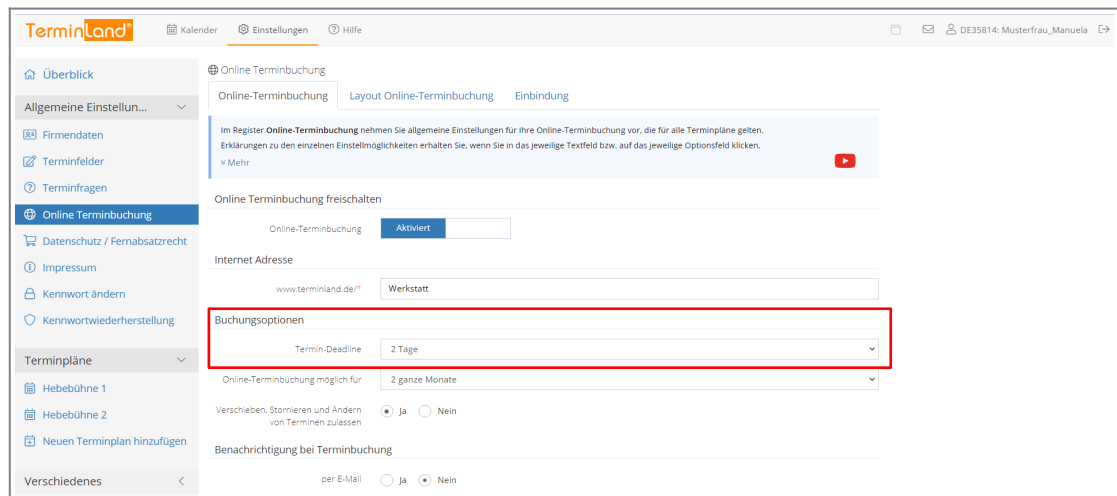 TerminLand®
Kalender
Einstellungen
Hilfe
DE35814: Musterfrau_Manuela
Überblick
Allgemeine Einstellun...
Firmendaten
Terminfelder
Terminfragen
Online Terminbuchung
Datenschutz / Fernabsatzrecht
Impressum
Kennwort ändern
Kennwortwiederherstellung
Terminpläne
Hebebühne 1
Hebebühne 2
Neuen Terminplan hinzufügen
Verschiedenes
Online Terminbuchung
Online-Terminbuchung
Layout Online-Terminbuchung
Einbindung
Im Register Online-Terminbuchung nehmen Sie allgemeine Einstellungen für Ihre Online-Terminbuchung vor, die für alle Terminpläne gelten.
Erklärungen zu den einzelnen Einstellmöglichkeiten erhalten Sie, wenn Sie in das jeweilige Textfeld bzw. auf das jeweilige Optionsfeld klicken.
Mehr
Online Terminbuchung freischalten
Online-Terminbuchung
Aktiviert
Internet Adresse
www.terminland.de/*
Werkstatt
Buchungsoptionen
Termin-Deadline
2 Tage
Online-Terminbuchung möglich für
2 ganze Monate
Verschieben, Stornieren und Ändern
von Terminen zulassen
Ja
Nein
Benachrichtigung bei Terminbuchung
per E-Mail
Ja
Nein